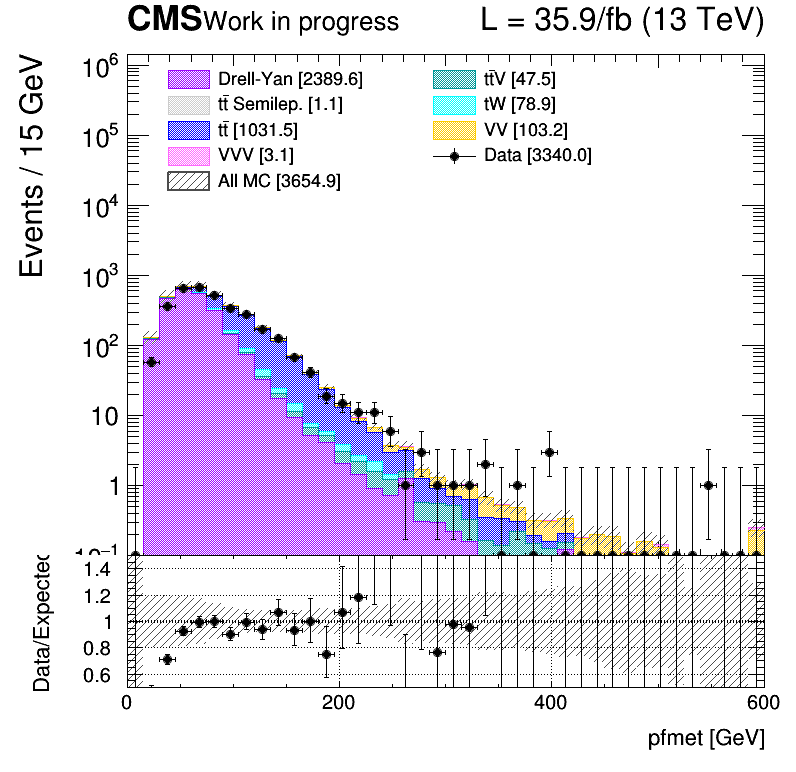 CMS Work in progress L = 35.9/fb (13 TeV)
Events / 15 GeV
10⁶
10⁵
10⁴
10³
10²
10
1
10⁻¹
Drell-Yan [2389.6]
tt̄ Semilep. [1.1]
tt̄ [1031.5]
VVV [3.1]
All MC [3654.9]
tt̄V [47.5]
tW [78.9]
VV [103.2]
Data [3340.0]
Data/Expected
1.4
1.2
1
0.8
0.6
0 200 400 600
pfmet [GeV]